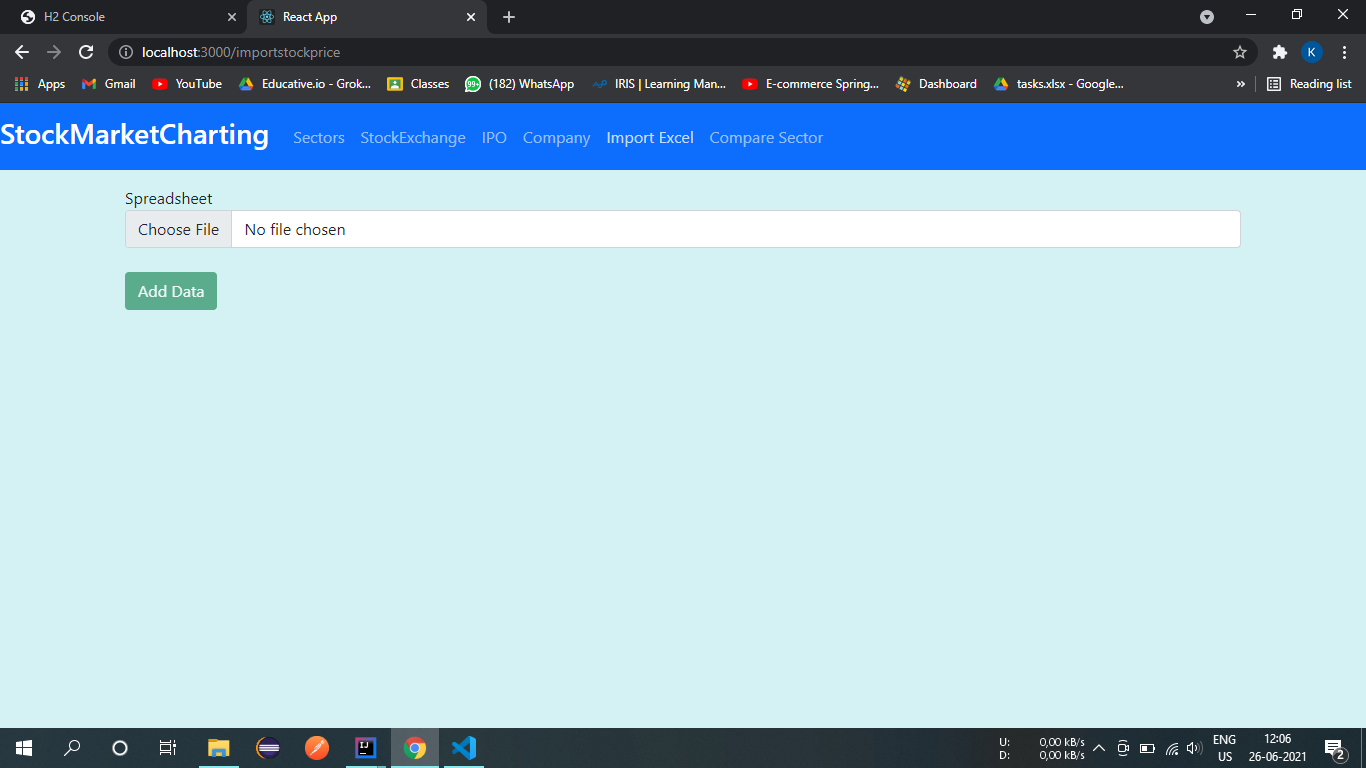 H2 Console
React App
localhost:3000/importstockprice
K
Apps
Gmail
YouTube
Educative.io - Grok...
Classes
99+
(182) WhatsApp
IRIS | Learning Man...
E-commerce Spring...
Dashboard
tasks.xlsx - Google...
»
Reading list
StockMarketCharting
Sectors
StockExchange
IPO
Company
Import Excel
Compare Sector
Spreadsheet
Choose File
No file chosen
Add Data
IJ
U: 0,00 kB/s
D: 0,00 kB/s
ENG
US
12:06
26-06-2021
2